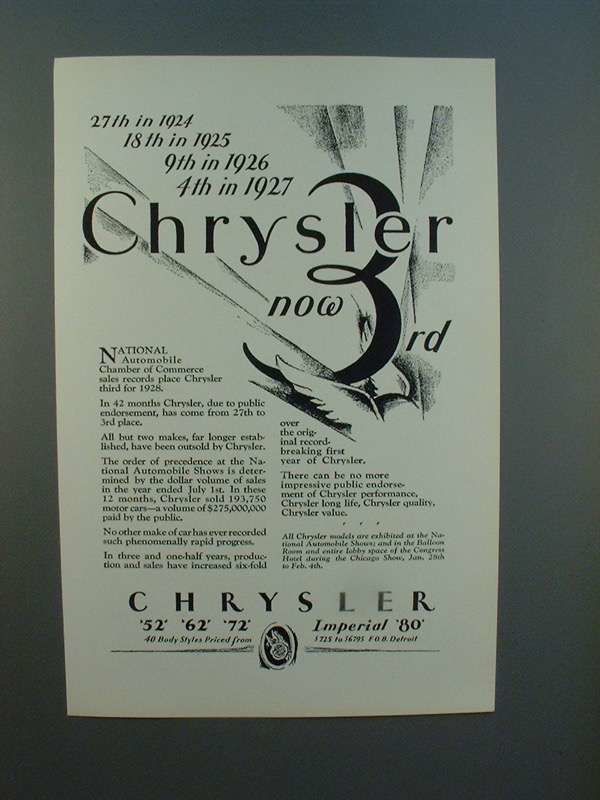 27th in 1924
18th in 1925
9th in 1926
4th in 1927
Chrysler
now 3rd
NATIONAL
Automobile
Chamber of Commerce
sales records place Chrysler
third for 1928.
In 42 months Chrysler, due to public
endorsement, has come from 27th to
3rd place.
All but two makes, far longer estab-
lished, have been outsold by Chrysler.
The order of precedence at the Na-
tional Automobile Shows is deter-
mined by the dollar volume of sales
in the year ended July 1st. In these
12 months, Chrysler sold 193,750
motor cars—a volume of $275,000,000
paid by the public.
No other make of car has ever recorded
such phenomenally rapid progress.
In three and one-half years, produc-
tion and sales have increased six-fold
over
the orig-
inal record-
breaking first
year of Chrysler.
There can be no more
impressive public endorse-
ment of Chrysler performance,
Chrysler long life, Chrysler quality,
Chrysler value.
All Chrysler models are exhibited at the Na-
tional Automobile Shows; and in the Balloon
Room and entire lobby space of the Congress
Hotel during the Chicago Show, Jan. 28th
to Feb. 4th.
CHRYSLER
'52' '62' '72' Imperial '80'
40 Body Styles Priced from $725 to $6795 F.O.B. Detroit